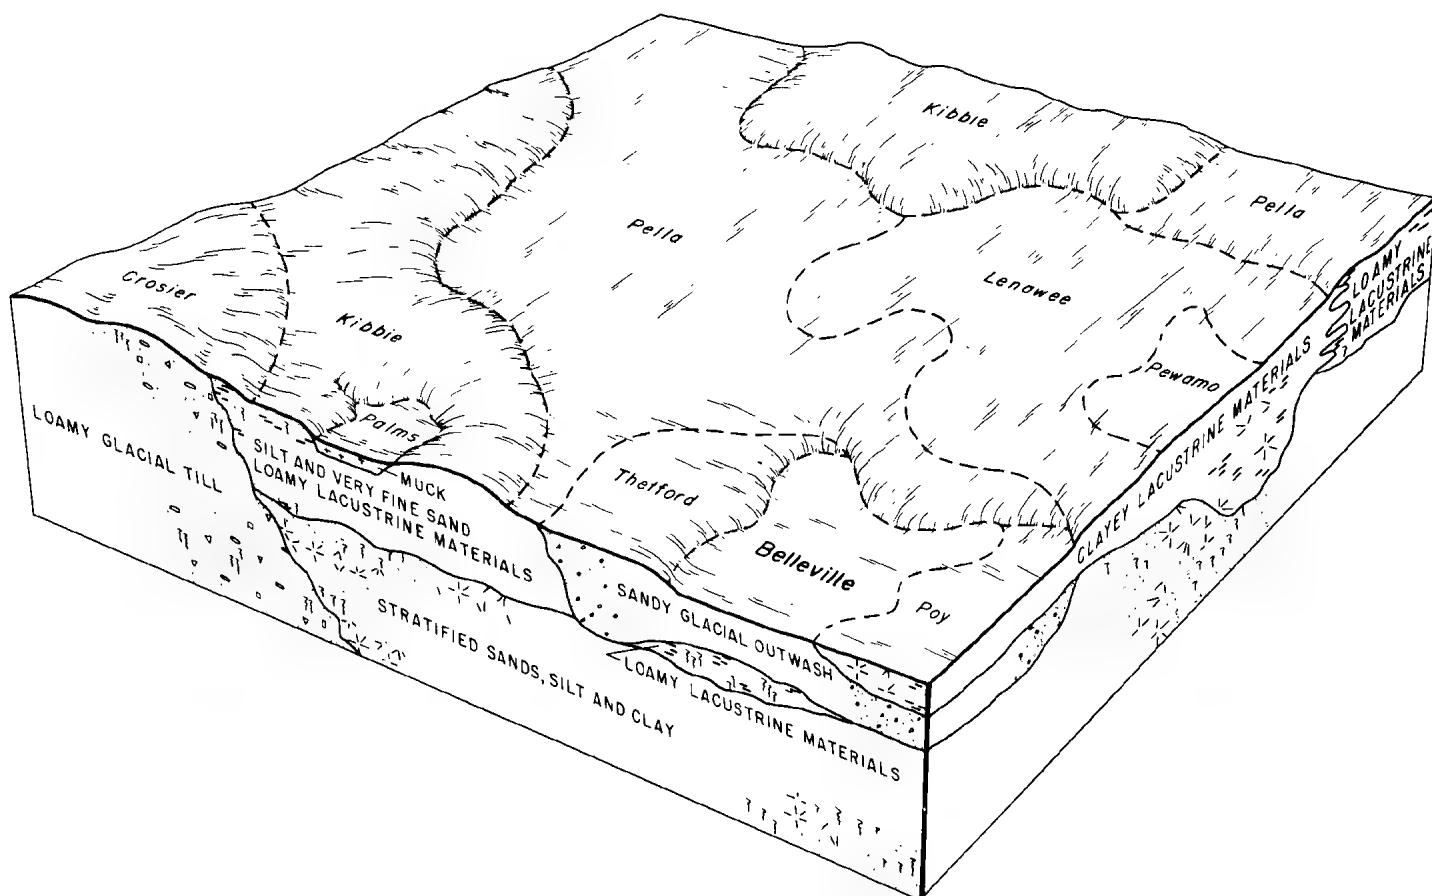 Kibbie
Pella
Pella
Crosier
Lenawee
Kibbie
Pewamo
Palms
Thetford
Belleville
Poy
LOAMY
LACUSTRINE
MATERIALS
CLAYEY LACUSTRINE MATERIALS
LOAMY GLACIAL TILL
MUCK
SILT AND VERY FINE SAND
LOAMY LACUSTRINE MATERIALS
SANDY GLACIAL OUTWASH
STRATIFIED SANDS, SILT AND CLAY
LOAMY LACUSTRINE MATERIALS